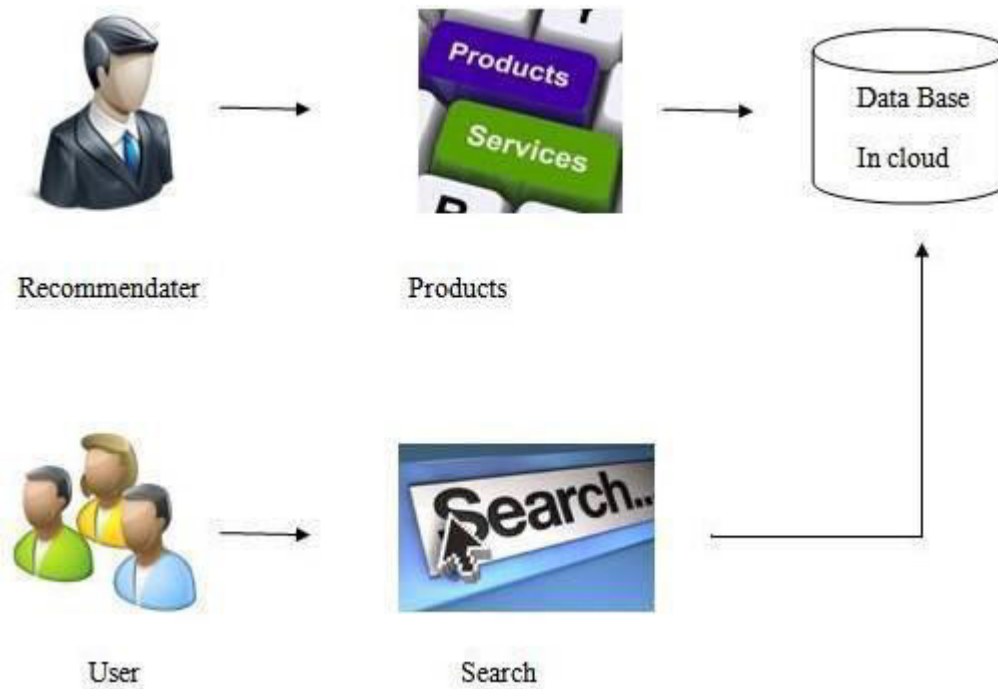 Products
Services
Data Base
In cloud
Recommendater
Products
Search..
User
Search